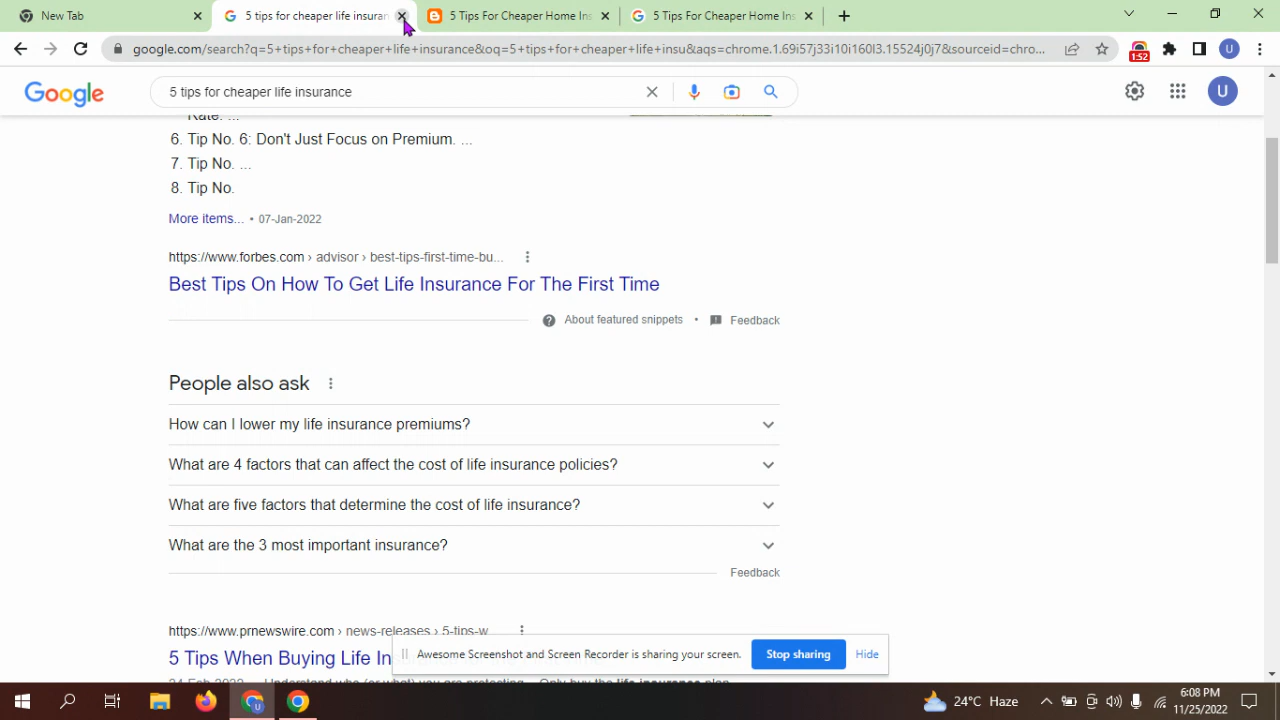 New Tab
5 tips for cheaper life insuran
5 Tips For Cheaper Home Ins
5 Tips For Cheaper Home Ins
google.com/search?q=5+tips+for+cheaper+life+insurance&oq=5+tips+for+cheaper+life+insu&aqs=chrome.1.69i57j33i10i160l3.15524j0j7&sourceid=chro...
1:52
U
Google
5 tips for cheaper life insurance
U
Rate. ...
6. Tip No. 6: Don't Just Focus on Premium. ...
7. Tip No. ...
8. Tip No.
More items... • 07-Jan-2022
https://www.forbes.com › advisor › best-tips-first-time-bu...
Best Tips On How To Get Life Insurance For The First Time
About featured snippets • Feedback
People also ask
How can I lower my life insurance premiums?
What are 4 factors that can affect the cost of life insurance policies?
What are five factors that determine the cost of life insurance?
What are the 3 most important insurance?
Feedback
https://www.prnewswire.com › news-releases › 5-tips-w
5 Tips When Buying Life In
Awesome Screenshot and Screen Recorder is sharing your screen.
Stop sharing
Hide
24°C Haze
6:08 PM
11/25/2022